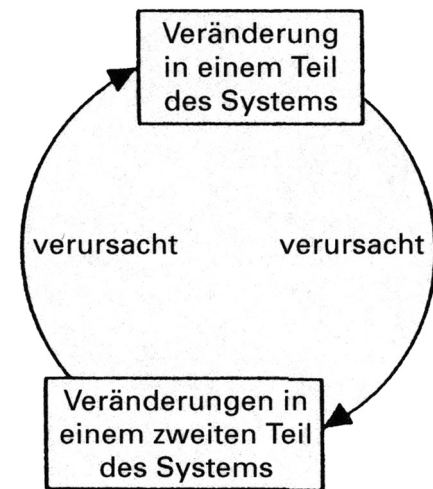 Veränderung
in einem Teil
des Systems
verursacht
verursacht
Veränderungen in
einem zweiten Teil
des Systems